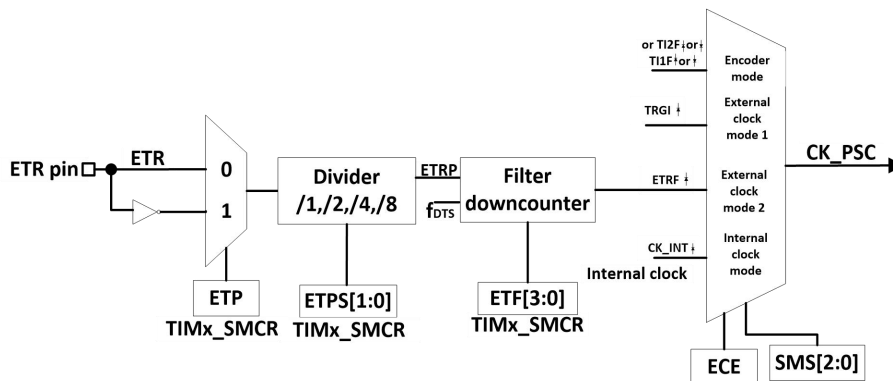 or TI2F or
TI1F or
Encoder
mode
TRGI
External
clock
mode 1
CK_PSC
ETR pin
ETR
0
1
Divider
/1,/2,/4,/8
ETRP
fDTS
Filter
downcounter
ETRF
External
clock
mode 2
CK_INT
Internal clock
Internal
clock
mode
ETP
TIMx_SMCR
ETPS[1:0]
TIMx_SMCR
ETF[3:0]
TIMx_SMCR
ECE
SMS[2:0]